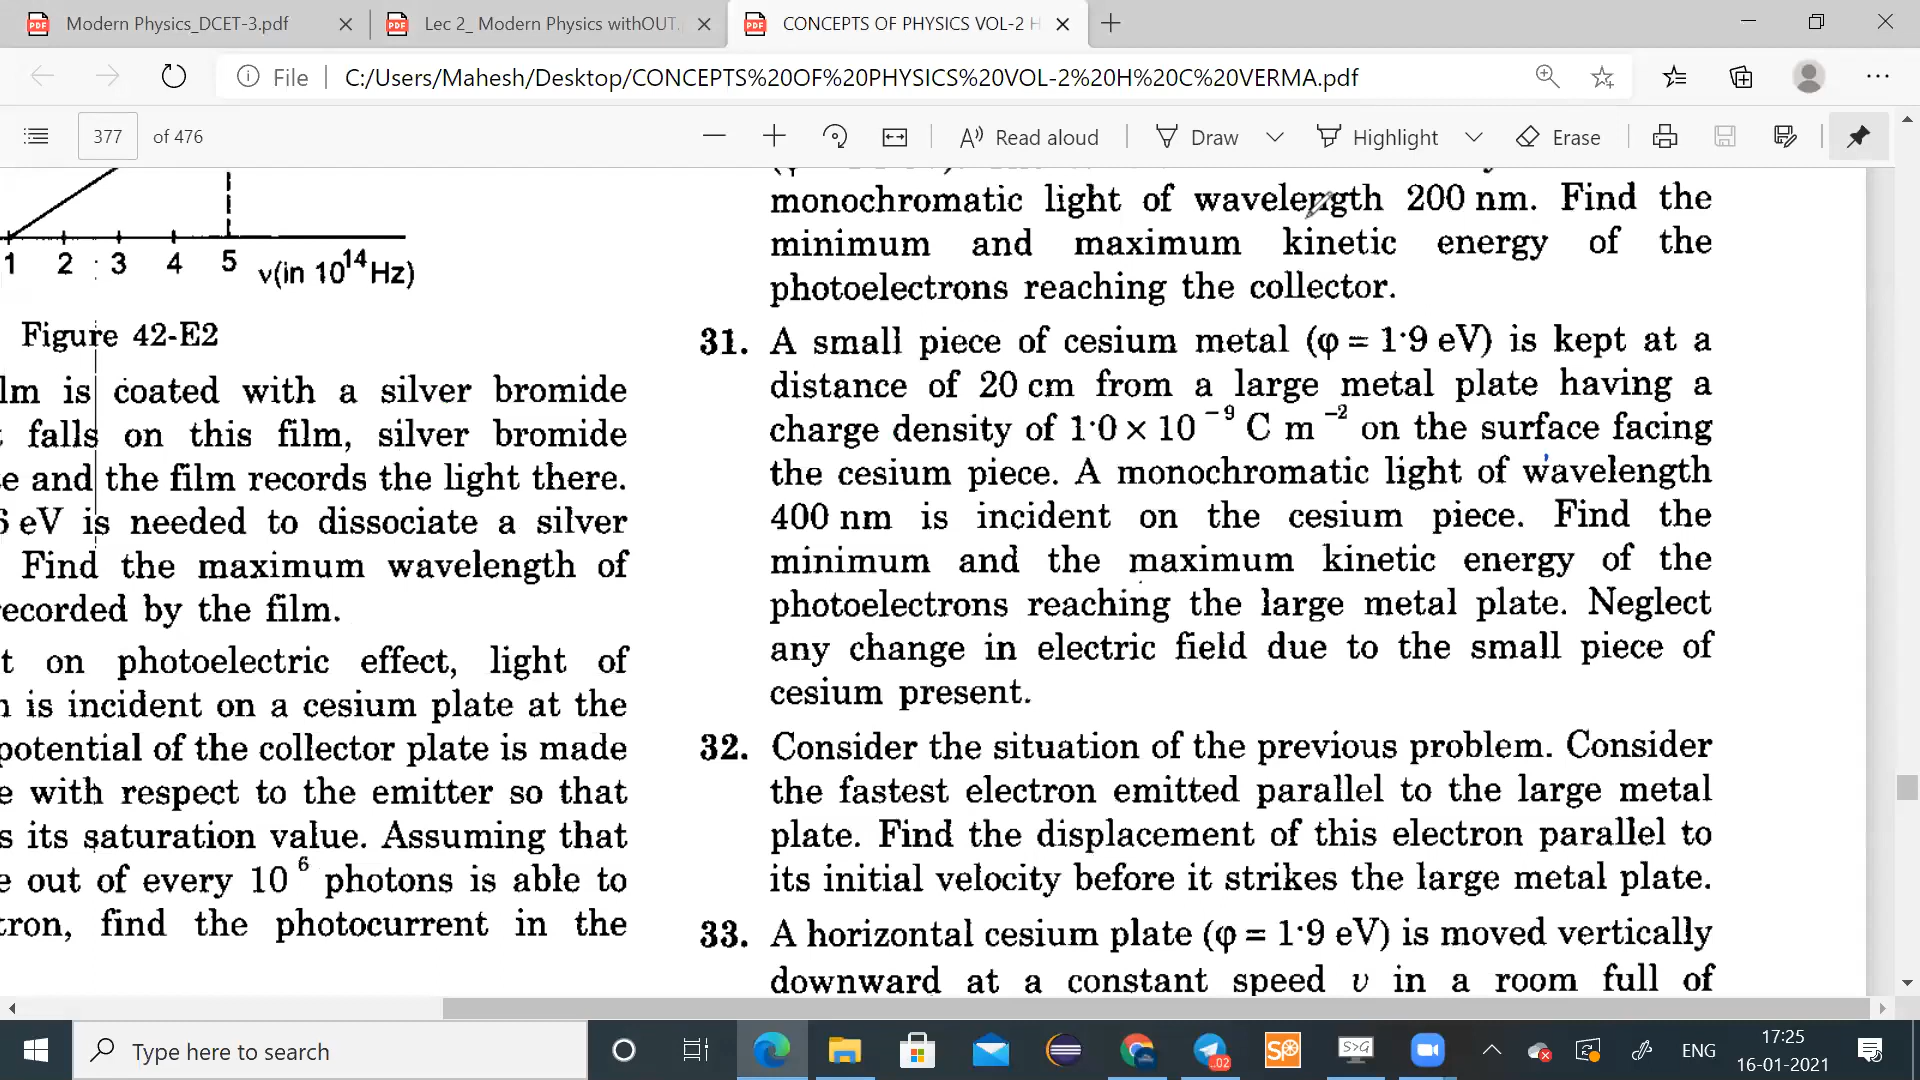 Modern Physics_DCET-3.pdf
Lec 2_ Modern Physics withOUT.
CONCEPTS OF PHYSICS VOL-2 H
File
C:/Users/Mahesh/Desktop/CONCEPTS%20OF%20PHYSICS%20VOL-2%20H%20C%20VERMA.pdf
377 of 476
Read aloud
Draw
Highlight
Erase
1 2 3 4 5 ν(in 10¹⁴ Hz)
Figure 42-E2
lm is coated with a silver bromide
falls on this film, silver bromide
e and the film records the light there.
eV is needed to dissociate a silver
Find the maximum wavelength of
recorded by the film.
t on photoelectric effect, light of
is incident on a cesium plate at the
potential of the collector plate is made
e with respect to the emitter so that
s its saturation value. Assuming that
e out of every 10⁶ photons is able to
tron, find the photocurrent in the
monochromatic light of wavelength 200 nm. Find the
minimum and maximum kinetic energy of the
photoelectrons reaching the collector.
31. A small piece of cesium metal (φ = 1·9 eV) is kept at a
distance of 20 cm from a large metal plate having a
charge density of 1·0 × 10⁻⁹ C m⁻² on the surface facing
the cesium piece. A monochromatic light of wavelength
400 nm is incident on the cesium piece. Find the
minimum and the maximum kinetic energy of the
photoelectrons reaching the large metal plate. Neglect
any change in electric field due to the small piece of
cesium present.
32. Consider the situation of the previous problem. Consider
the fastest electron emitted parallel to the large metal
plate. Find the displacement of this electron parallel to
its initial velocity before it strikes the large metal plate.
33. A horizontal cesium plate (φ = 1·9 eV) is moved vertically
downward at a constant speed υ in a room full of
Type here to search
ENG
17:25
16-01-2021